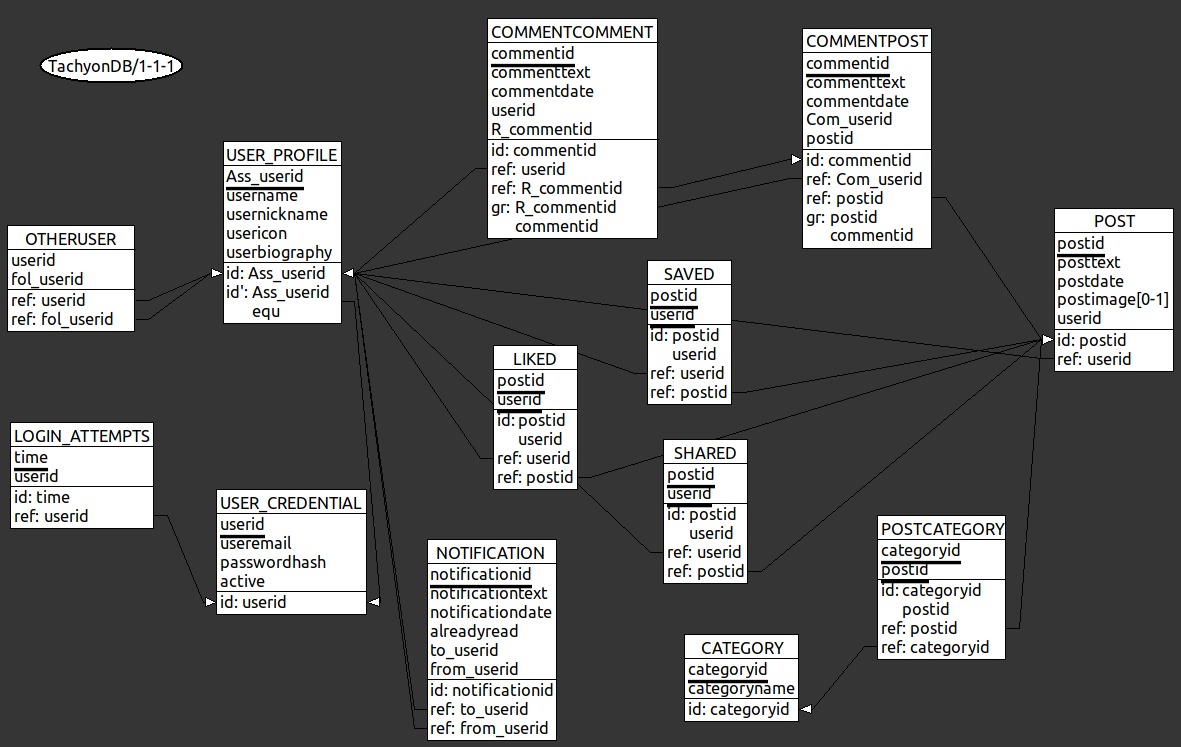 TachyonDB/1-1-1
COMMENTCOMMENT
commentid
commenttext
commentdate
userid
R_commentid
id: commentid
ref: userid
ref: R_commentid
gr: R_commentid
commentid
COMMENTPOST
commentid
commenttext
commentdate
Com_userid
postid
id: commentid
ref: Com_userid
ref: postid
gr: postid
commentid
USER_PROFILE
Ass_userid
username
usernickname
usericon
userbiography
id: Ass_userid
id': Ass_userid
equ
OTHERUSER
userid
fol_userid
ref: userid
ref: fol_userid
POST
postid
posttext
postdate
postimage[0-1]
userid
id: postid
ref: userid
SAVED
postid
userid
id: postid
userid
ref: userid
ref: postid
LIKED
postid
userid
id: postid
userid
ref: userid
ref: postid
LOGIN_ATTEMPTS
time
userid
id: time
ref: userid
SHARED
postid
userid
id: postid
userid
ref: userid
ref: postid
USER_CREDENTIAL
userid
useremail
passwordhash
active
id: userid
NOTIFICATION
notificationid
notificationtext
notificationdate
alreadyread
to_userid
from_userid
id: notificationid
ref: to_userid
ref: from_userid
POSTCATEGORY
categoryid
postid
id: categoryid
postid
ref: postid
ref: categoryid
CATEGORY
categoryid
categoryname
id: categoryid